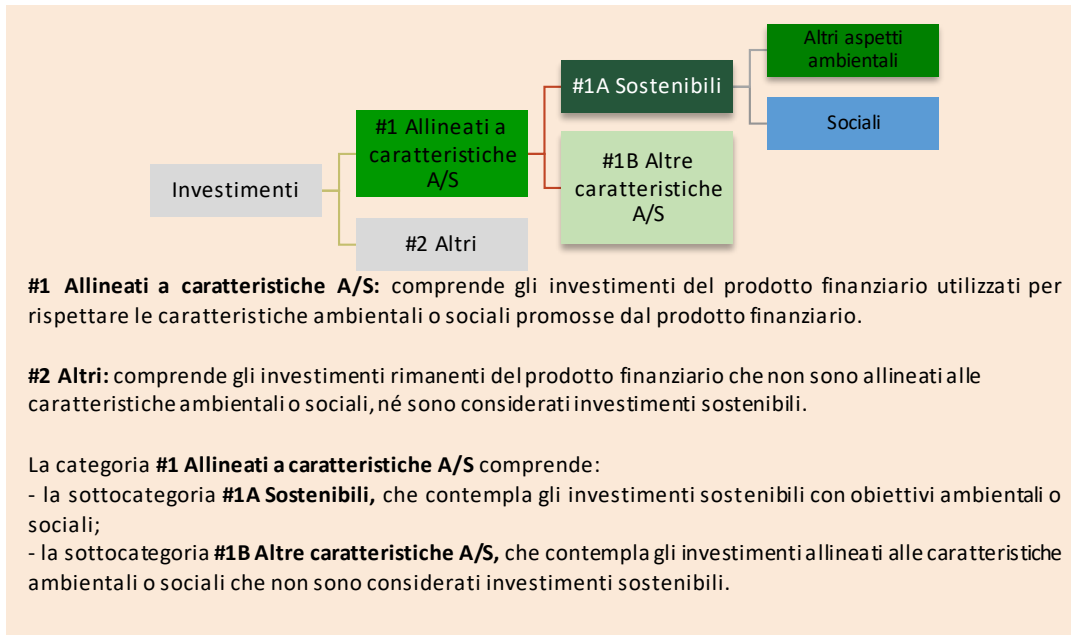 Altri aspetti
ambientali
#1A Sostenibili
Sociali
#1 Allineati a
caratteristiche
A/S
#1B Altre
caratteristiche
A/S
Investimenti
#2 Altri
#1 Allineati a caratteristiche A/S: comprende gli investimenti del prodotto finanziario utilizzati per
rispettare le caratteristiche ambientali o sociali promosse dal prodotto finanziario.
#2 Altri: comprende gli investimenti rimanenti del prodotto finanziario che non sono allineati alle
caratteristiche ambientali o sociali, né sono considerati investimenti sostenibili.
La categoria #1 Allineati a caratteristiche A/S comprende:
- la sottocategoria #1A Sostenibili, che contempla gli investimenti sostenibili con obiettivi ambientali o
sociali;
- la sottocategoria #1B Altre caratteristiche A/S, che contempla gli investimenti allineati alle caratteristiche
ambientali o sociali che non sono considerati investimenti sostenibili.